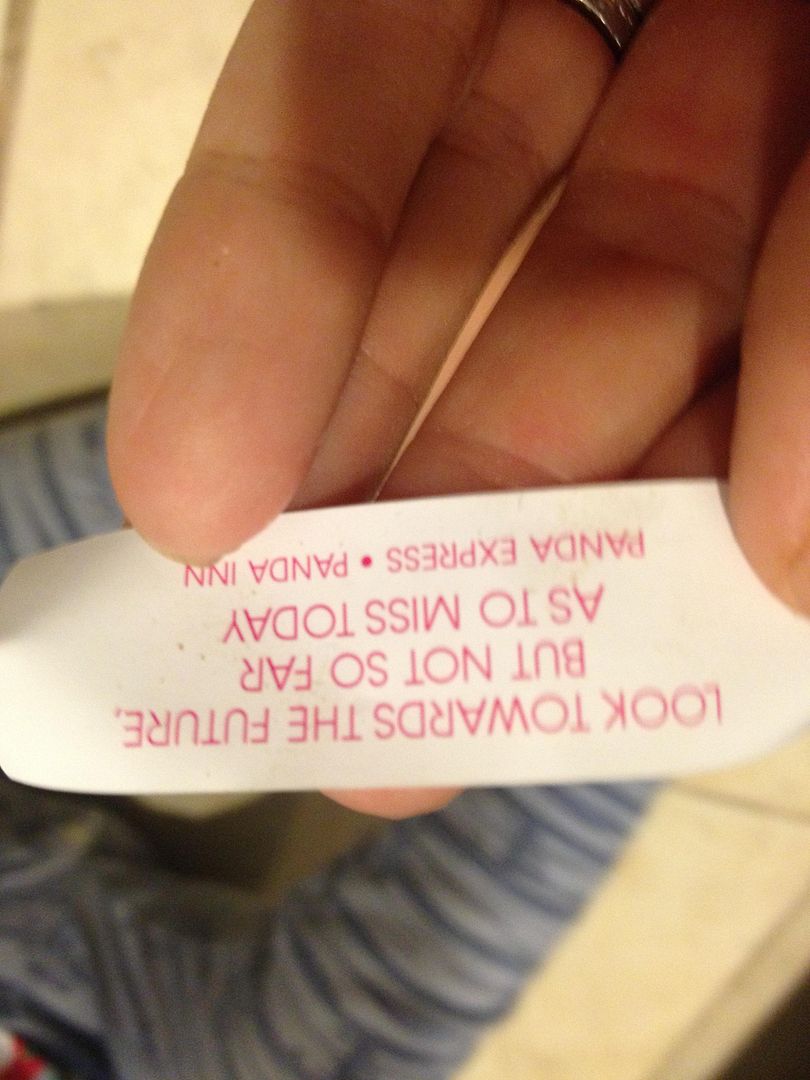 LOOK TOWARDS THE FUTURE,
BUT NOT SO FAR
AS TO MISS TODAY
PANDA EXPRESS • PANDA INN